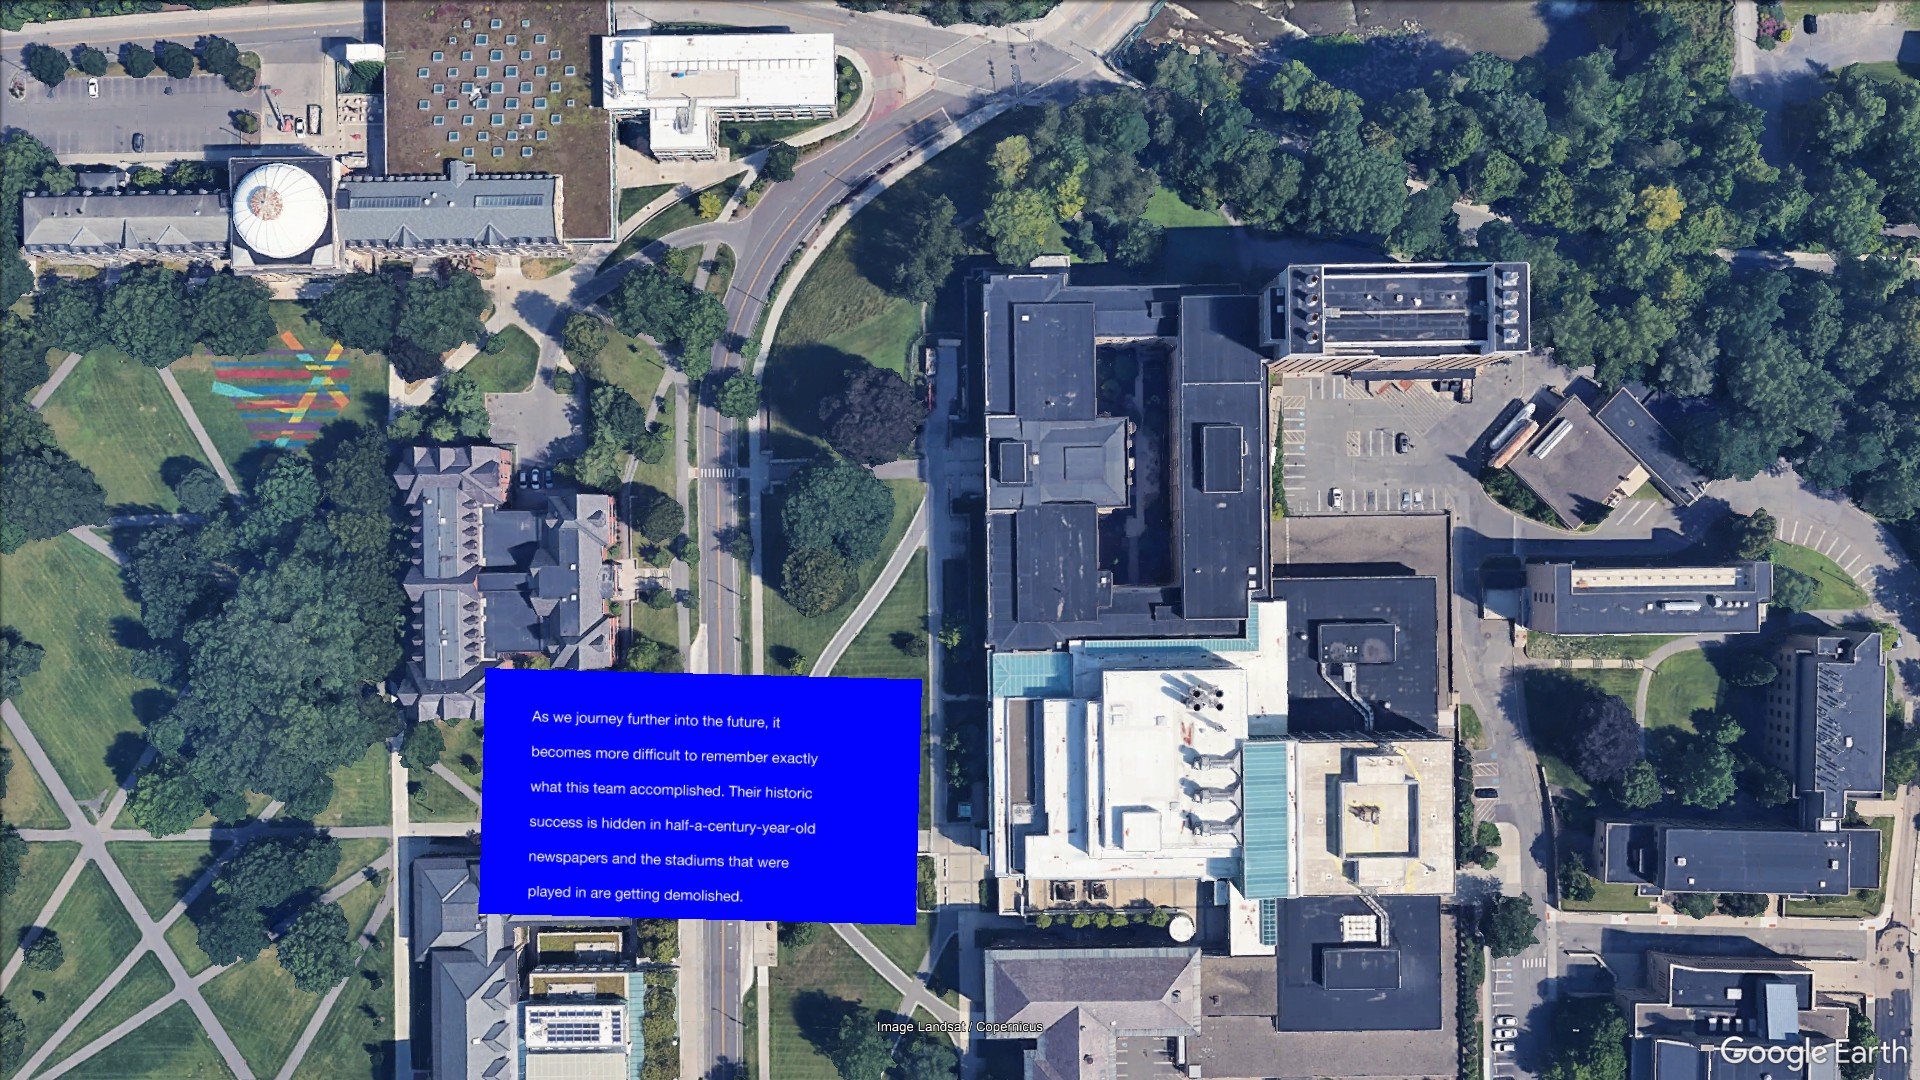 As we journey further into the future, it
becomes more difficult to remember exactly
what this team accomplished. Their historic
success is hidden in half-a-century-year-old
newspapers and the stadiums that were
played in are getting demolished.
Image Landsat / Copernicus
Google Earth